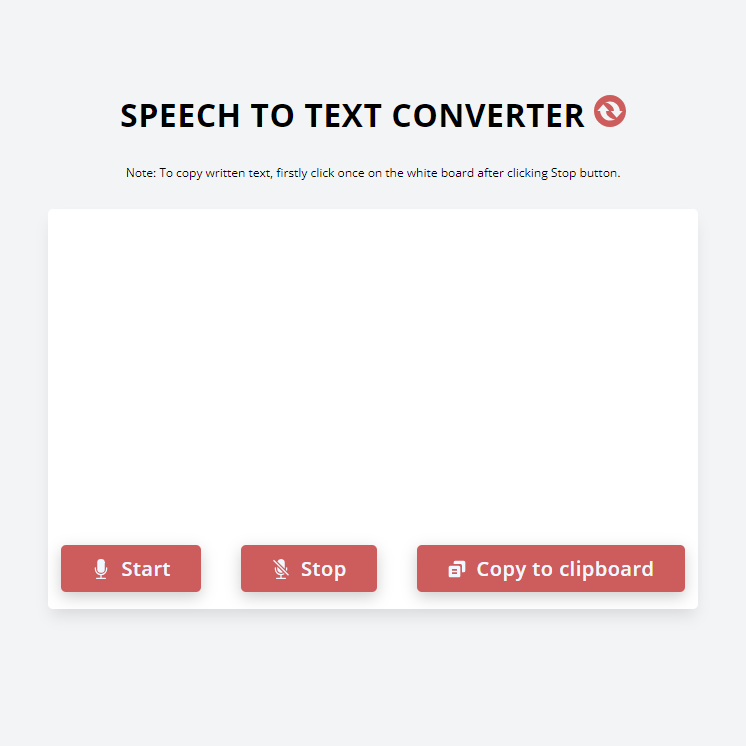 SPEECH TO TEXT CONVERTER
Note: To copy written text, firstly click once on the white board after clicking Stop button.
Start
Stop
Copy to clipboard